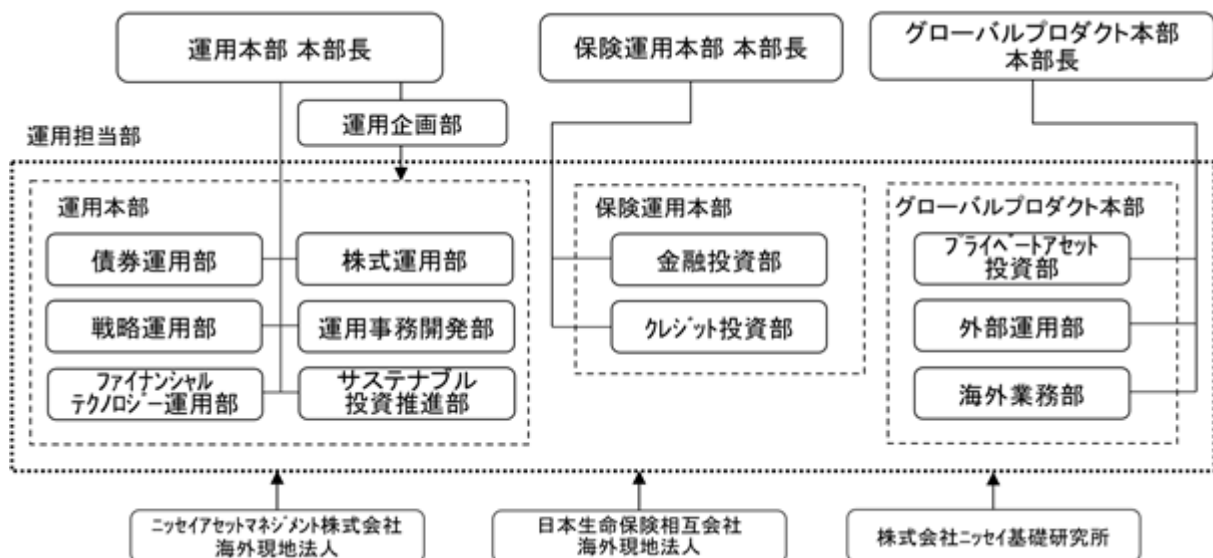 運用本部 本部長
保険運用本部 本部長
グローバルプロダクト本部
本部長
運用企画部
運用担当部
運用本部
保険運用本部
グローバルプロダクト本部
債券運用部
株式運用部
金融投資部
プライベートアセット
投資部
戦略運用部
運用事務開発部
クレジット投資部
外部運用部
ファイナンシャル
テクノロジー運用部
サステナブル
投資推進部
海外業務部
ニッセイアセットマネジメント株式会社
海外現地法人
日本生命保険相互会社
海外現地法人
株式会社ニッセイ基礎研究所